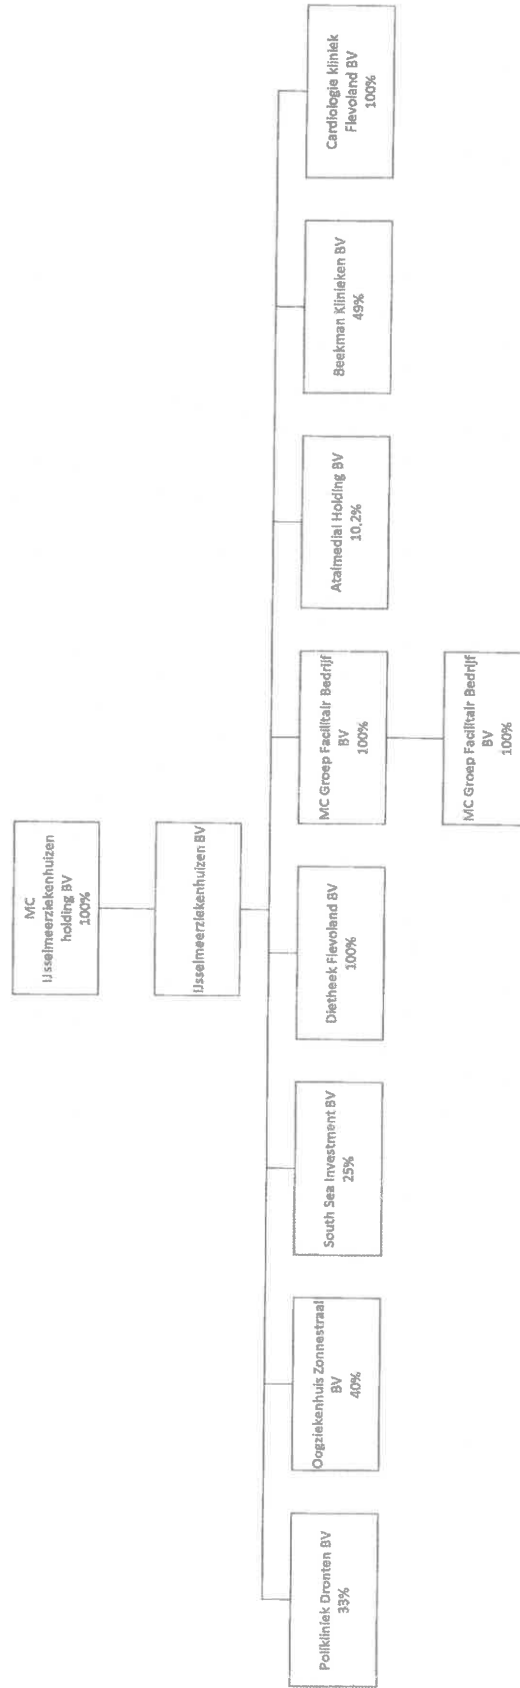 MC
IJsselmeerziekenhuizen
holding BV
100%
IJsselmeerziekenhuizen BV
Polikliniek Dronten BV
33%
Oogziekenhuis Zonnestraal
BV
40%
South Sea Investment BV
25%
Dietheek Flevoland BV
100%
MC Groep Facilitair Bedrijf
BV
100%
Atalmedial Holding BV
10.2%
Beekman Klinieken BV
49%
Cardiologie kliniek
Flevoland BV
100%
MC Groep Facilitair Bedrijf
BV
100%